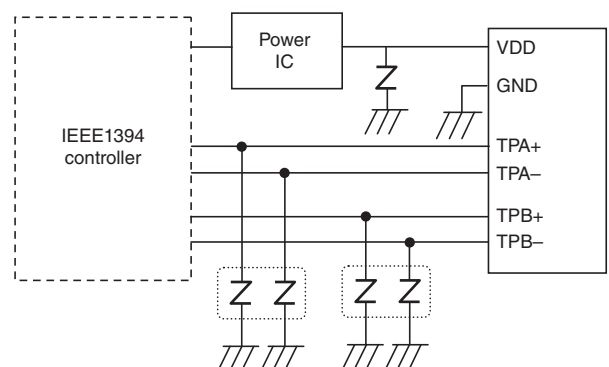 Power
IC
VDD
GND
IEEE1394
controller
TPA+
TPA–
TPB+
TPB–